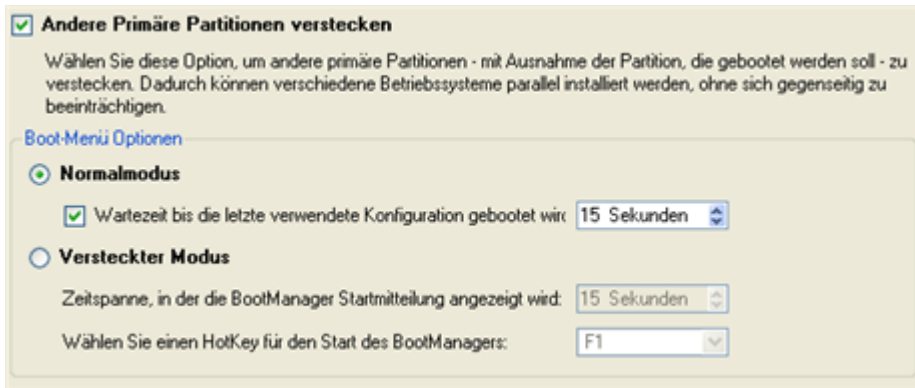 Andere Primäre Partitionen verstecken
Wählen Sie diese Option, um andere primäre Partitionen - mit Ausnahme der Partition, die gebootet werden soll - zu
verstecken. Dadurch können verschiedene Betriebssysteme parallel installiert werden, ohne sich gegenseitig zu
beeinträchtigen.
Boot-Menü Optionen
Normalmodus
Wartezeit bis die letzte verwendete Konfiguration gebootet wird 15 Sekunden
Versteckter Modus
Zeitspanne, in der die BootManager Startmitteilung angezeigt wird: 15 Sekunden
Wählen Sie einen HotKey für den Start des BootManagers: F1